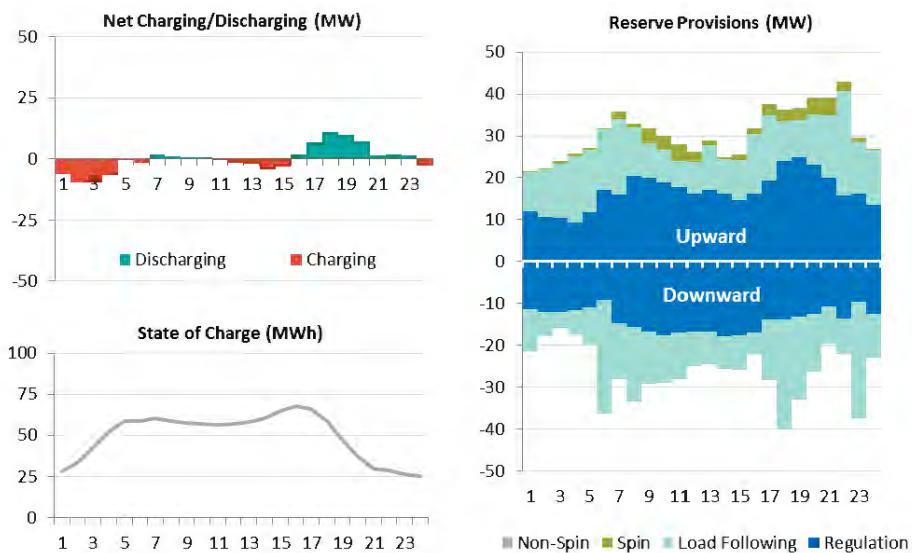 Net Charging/Discharging (MW)
50
25
0
-25
-50
1 3 5 7 9 11 13 15 17 19 21 23
Discharging Charging
State of Charge (MWh)
100
75
50
25
0
1 3 5 7 9 11 13 15 17 19 21 23
Reserve Provisions (MW)
50
40
30
20
10
0
-10
-20
-30
-40
-50
Upward
Downward
1 3 5 7 9 11 13 15 17 19 21 23
Non-Spin Spin Load Following Regulation